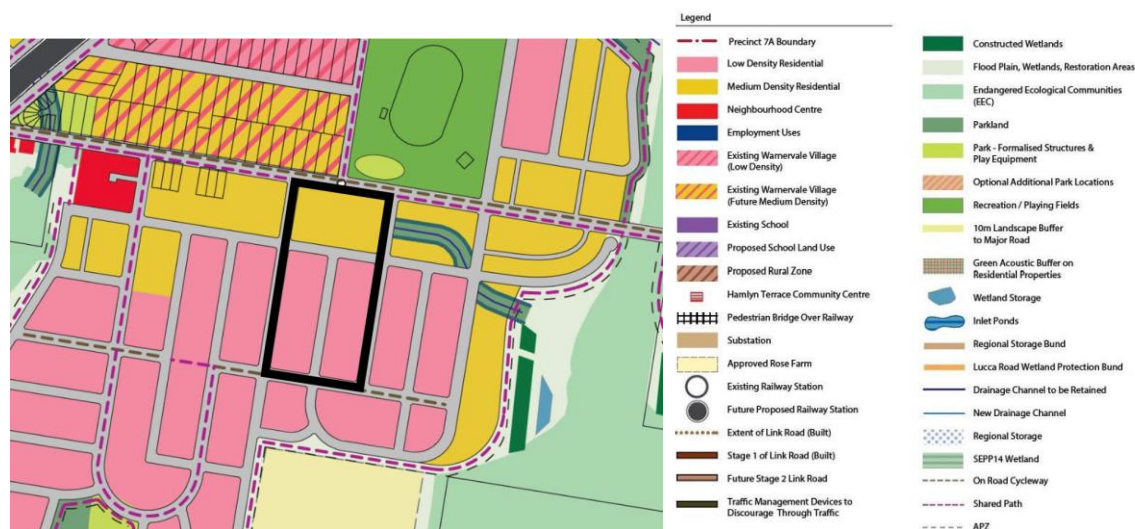 Legend
Precinct 7A Boundary
Low Density Residential
Medium Density Residential
Neighbourhood Centre
Employment Uses
Existing Warnervale Village
(Low Density)
Existing Warnervale Village
(Future Medium Density)
Existing School
Proposed School Land Use
Proposed Rural Zone
Hamlyn Terrace Community Centre
Pedestrian Bridge Over Railway
Substation
Approved Rose Farm
Existing Railway Station
Future Proposed Railway Station
Extent of Link Road (Built)
Stage 1 of Link Road (Built)
Future Stage 2 Link Road
Traffic Management Devices to
Discourage Through Traffic
Constructed Wetlands
Flood Plain, Wetlands, Restoration Areas
Endangered Ecological Communities
(EEC)
Parkland
Park - Formalised Structures &
Play Equipment
Optional Additional Park Locations
Recreation / Playing Fields
10m Landscape Buffer
to Major Road
Green Acoustic Buffer on
Residential Properties
Wetland Storage
Inlet Ponds
Regional Storage Bund
Lucca Road Wetland Protection Bund
Drainage Channel to be Retained
New Drainage Channel
Regional Storage
SEPP14 Wetland
On Road Cycleway
Shared Path
APZ